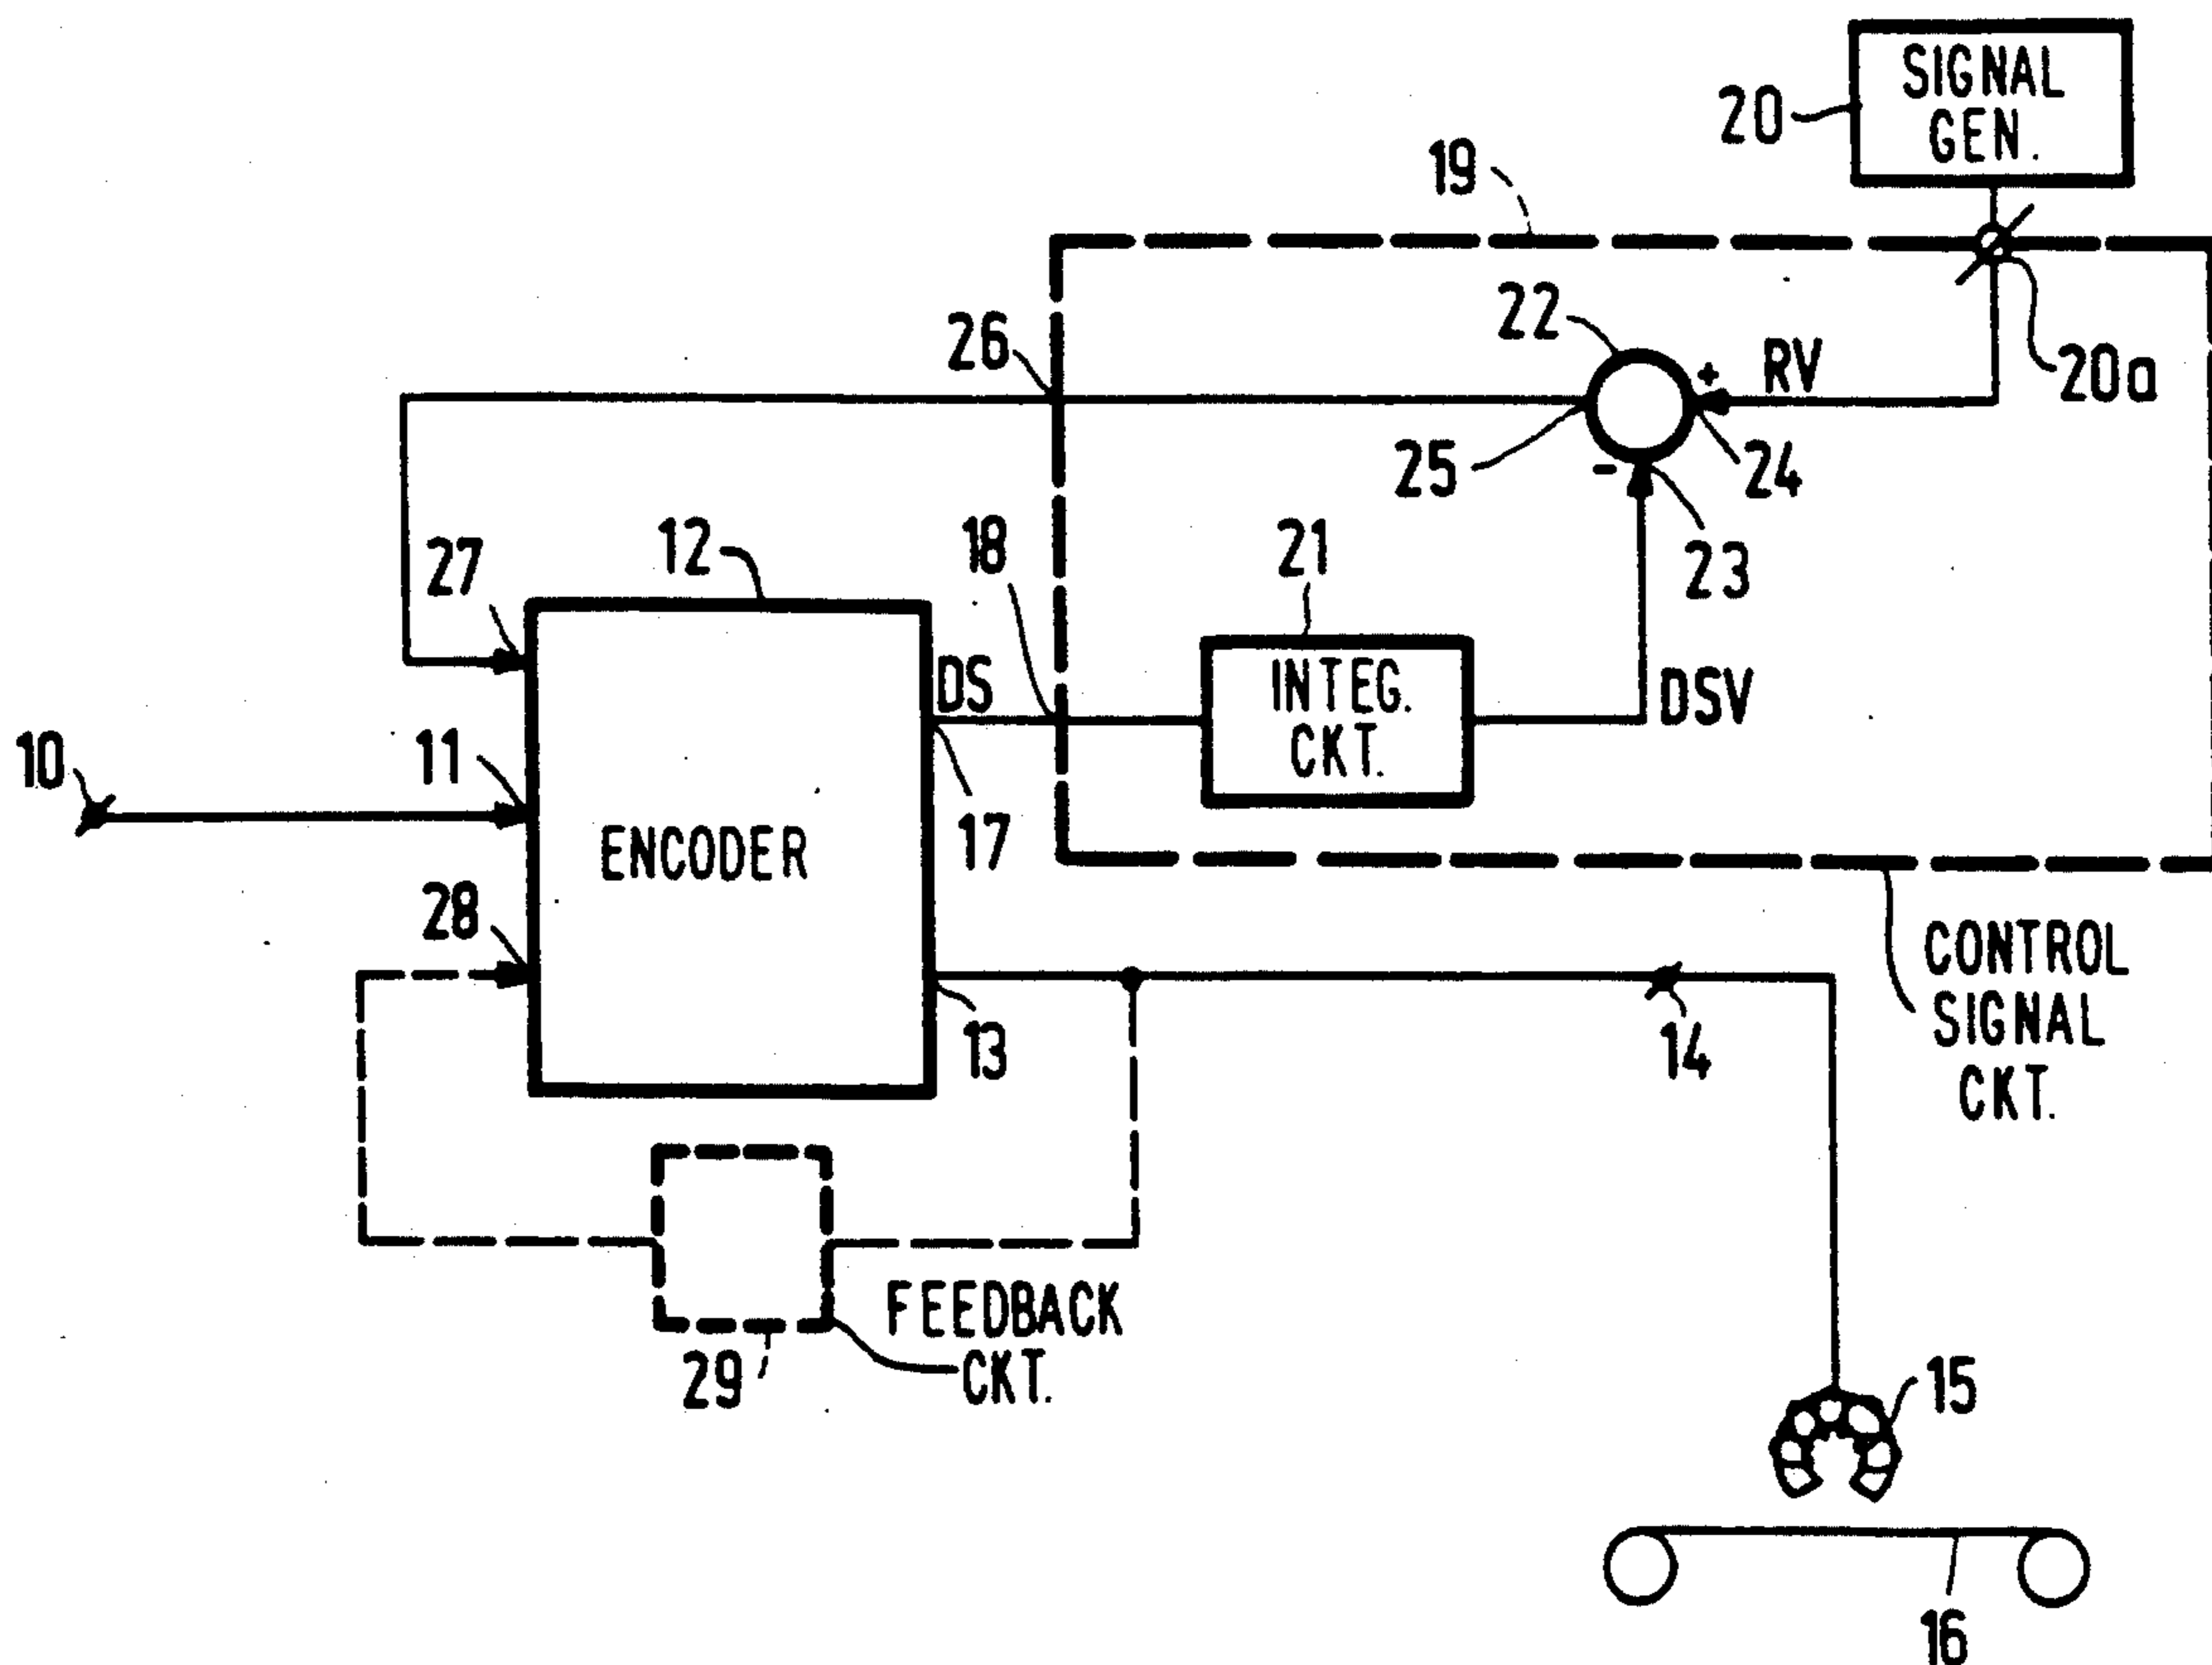 SIGNAL
GEN.
20
19
20a
22
+
RV
26
25
-
24
23
12
18
21
27
DS
INTEG.
CKT.
DSV
10
11
17
ENCODER
28
CONTROL
SIGNAL
CKT.
13
14
FEEDBACK
CKT.
29
15
16